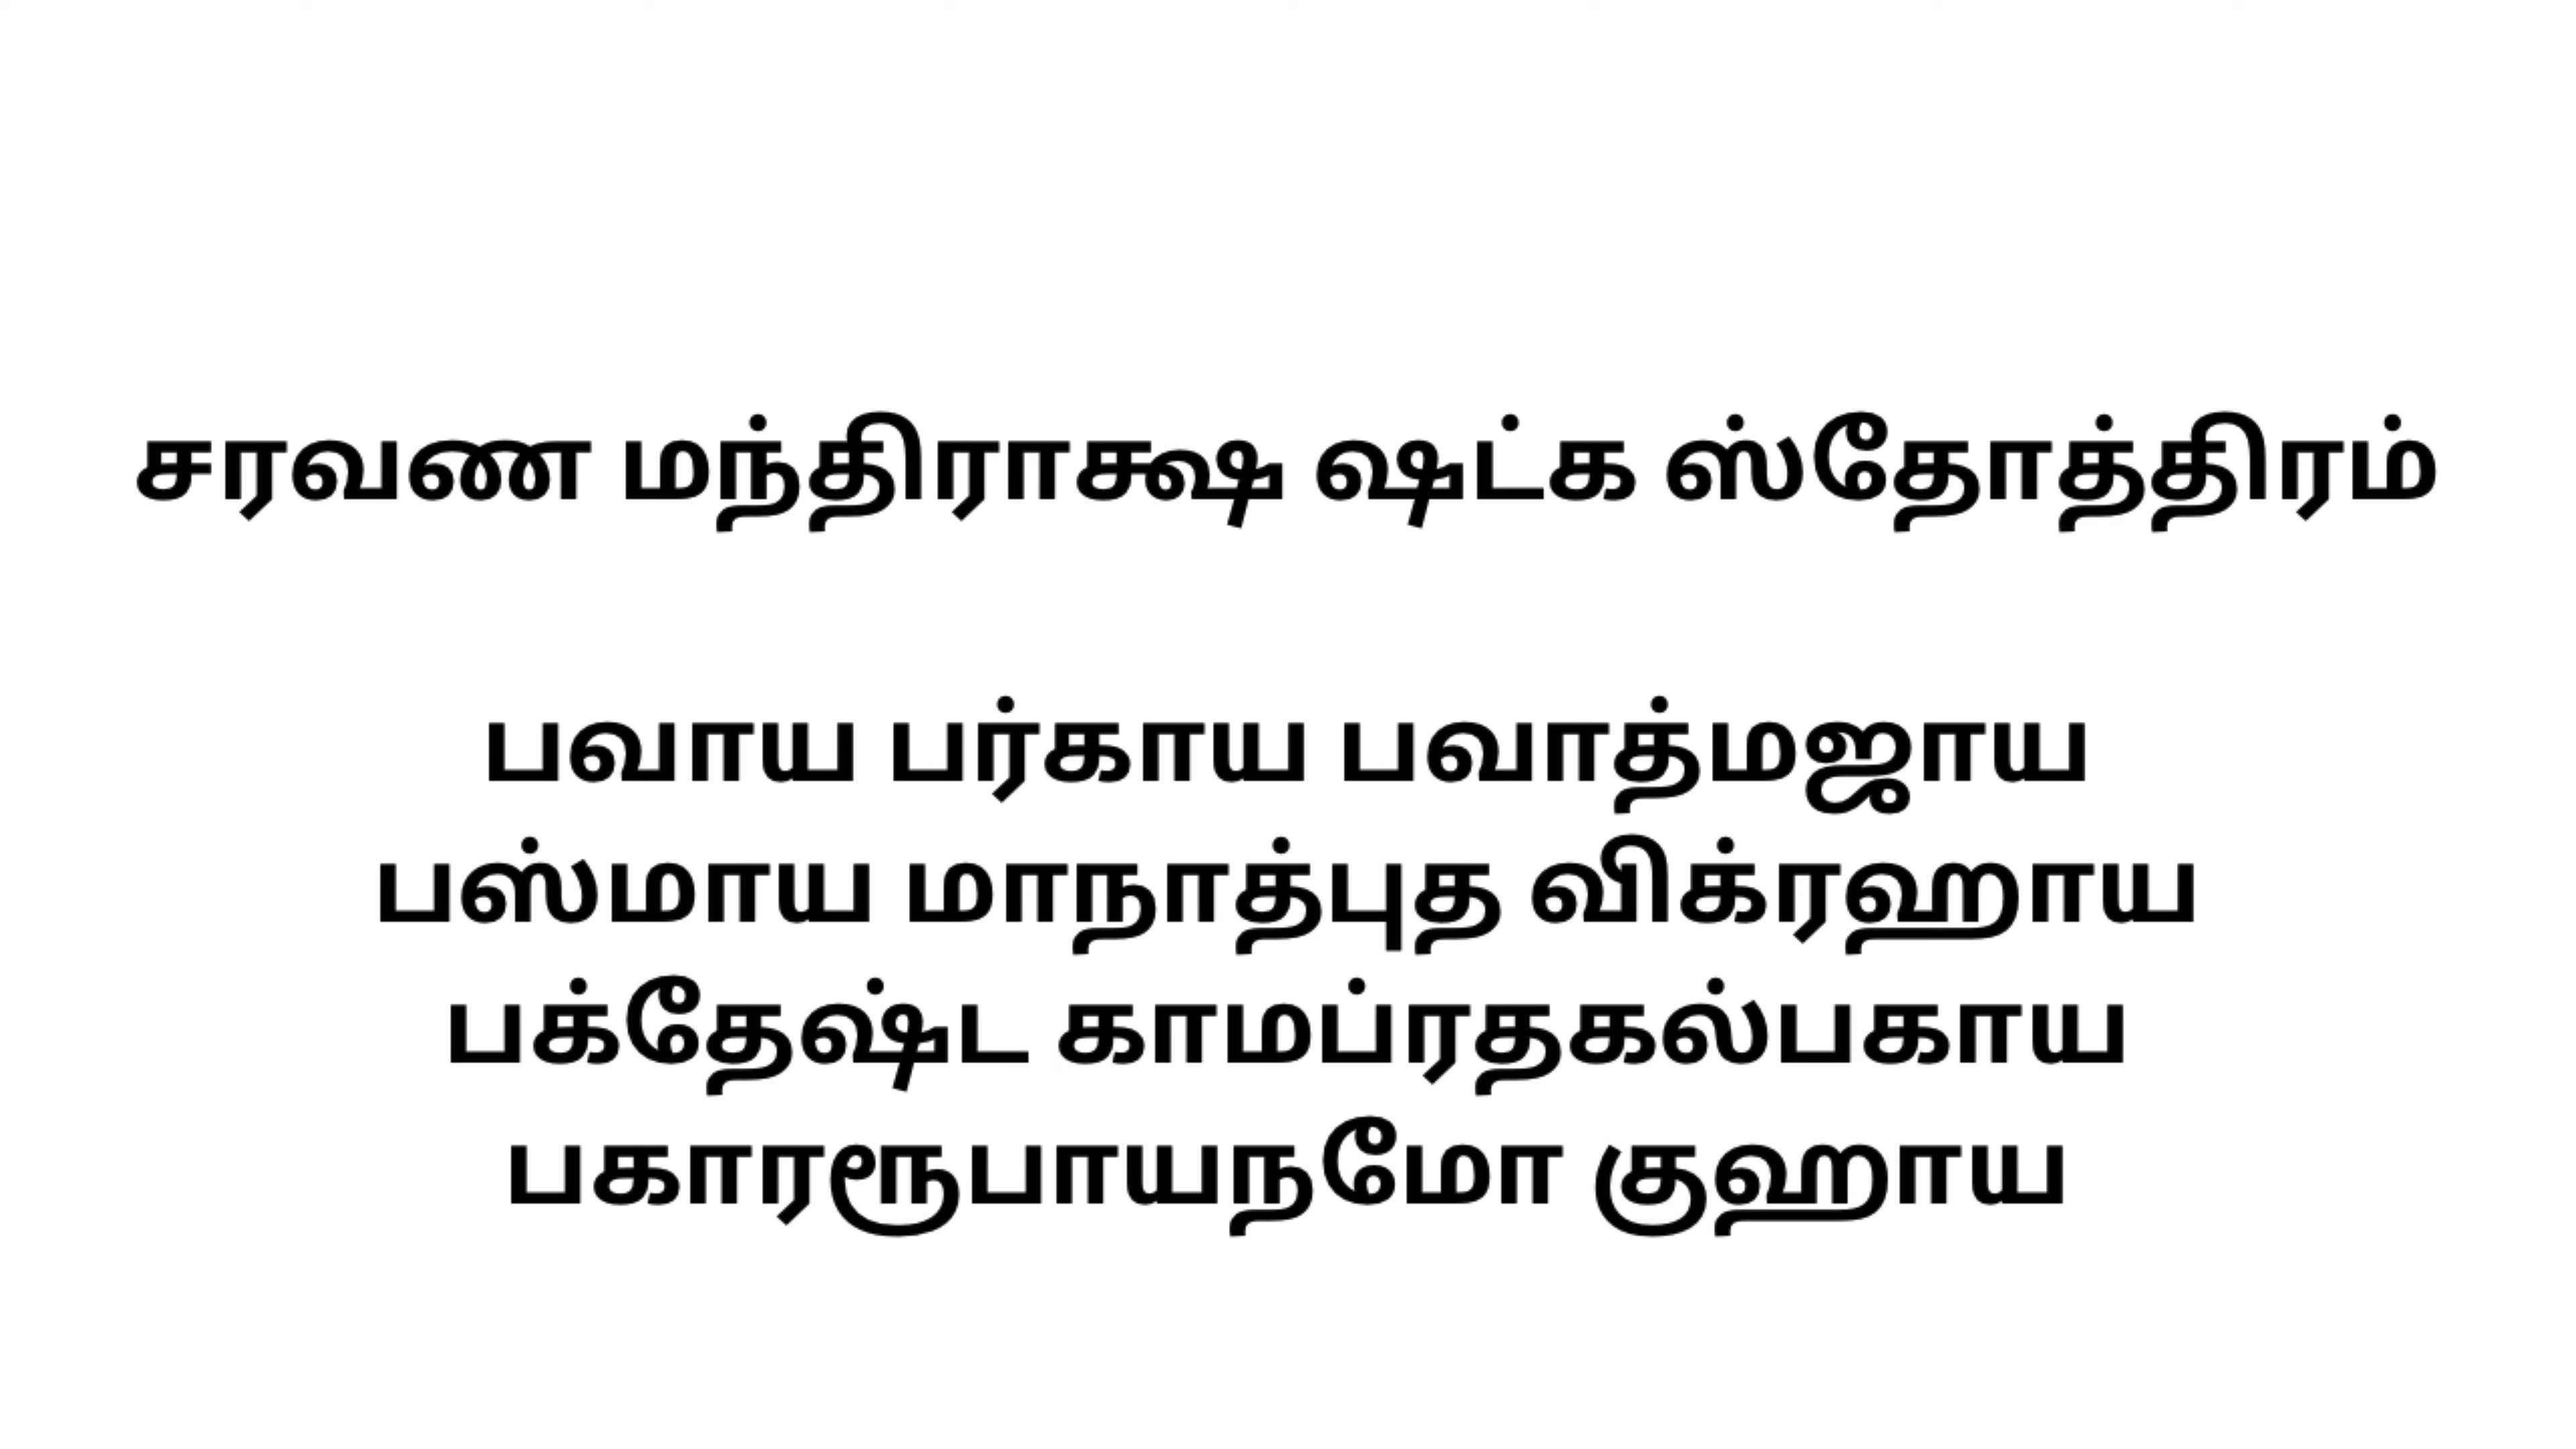 சரவண மந்திராக்ஷ ஷட்க ஸ்தோத்திரம்
பவாய பர்காய பவாத்மஜாய
பஸ்மாய மாநாத்புத விக்ரஹாய
பக்தேஷ்ட காமப்ரதகல்பகாய
பகாரரூபாயநமோ குஹாய